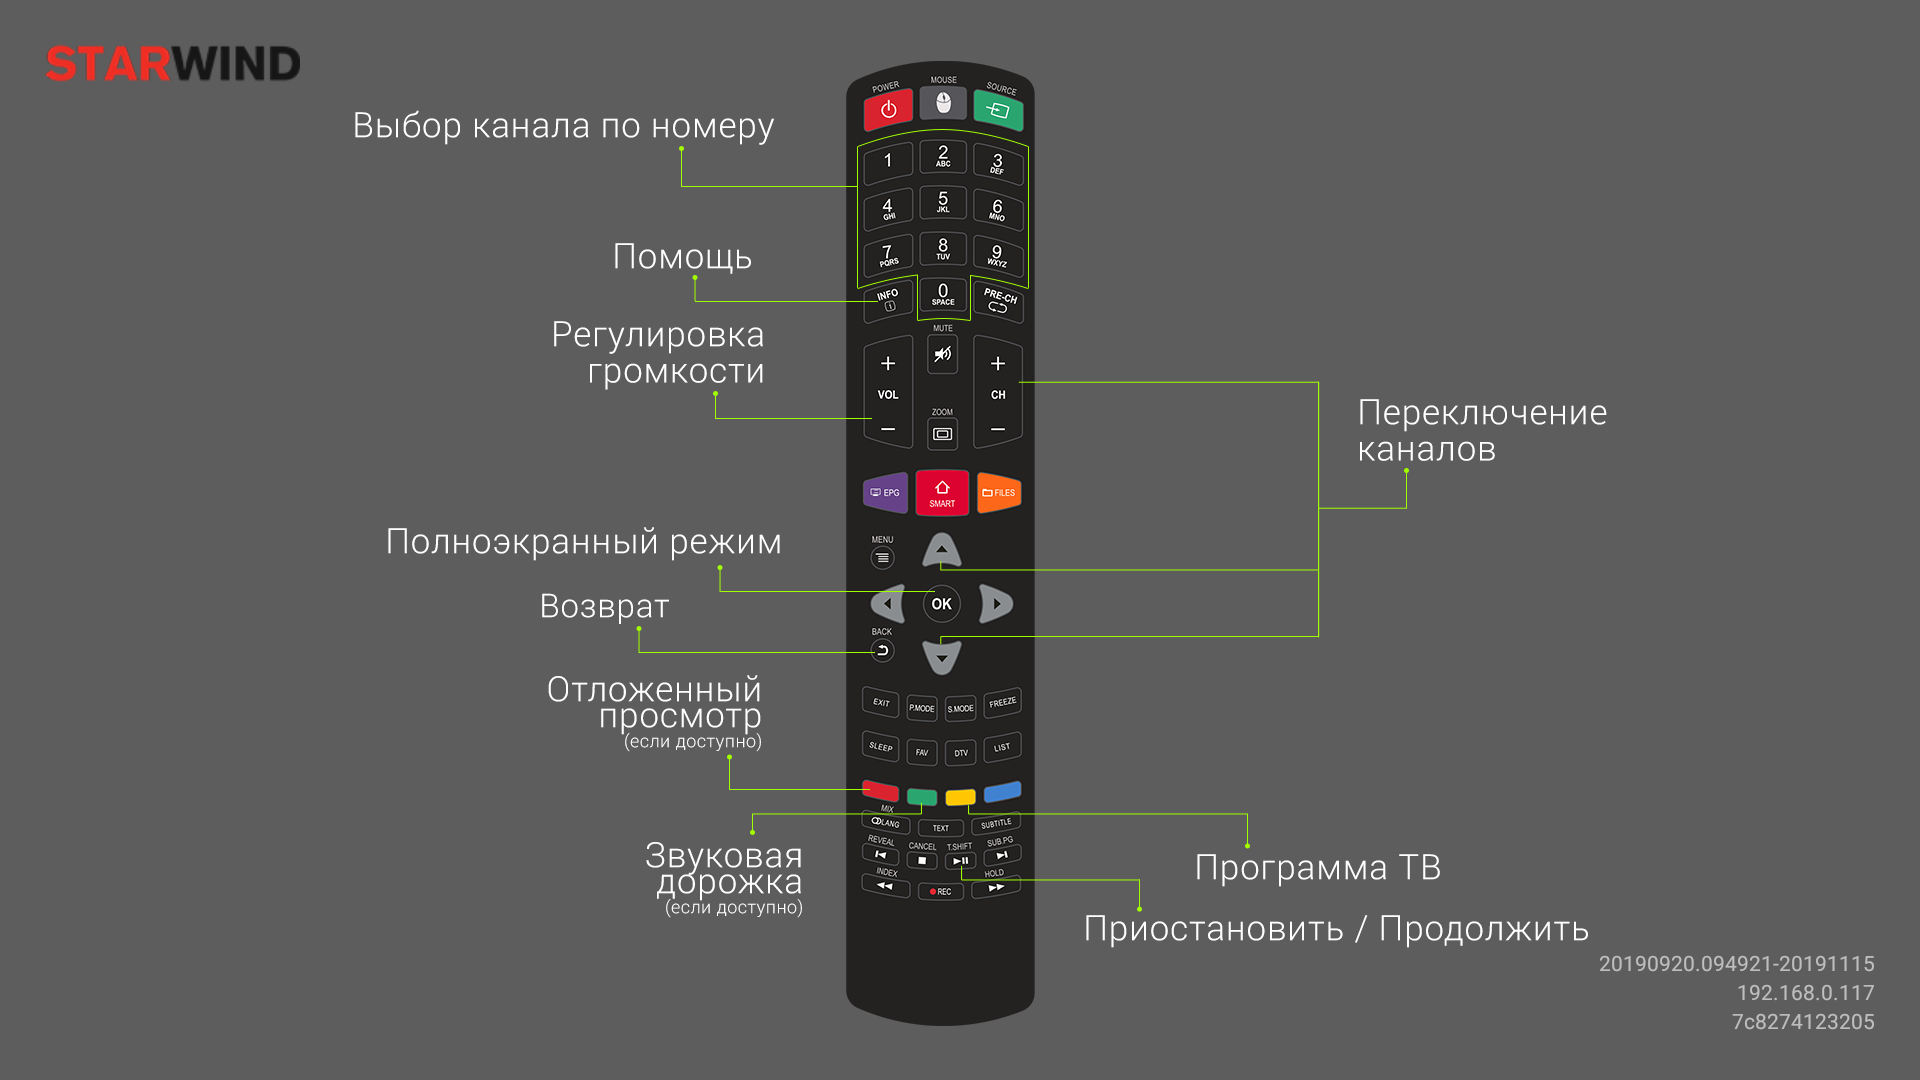 STARWIND
POWER
MOUSE
SOURCE
Выбор канала по номеру
1
2
ABC
3
DEF
4
GHI
5
JKL
6
MNO
7
PQRS
8
TUV
9
WXYZ
Помощь
INFO
0
SPACE
PRE-CH
Регулировка
громкости
MUTE
+
VOL
−
ZOOM
+
CH
−
Переключение
каналов
EPG
SMART
FILES
Полноэкранный режим
MENU
OK
Возврат
BACK
Отложенный
просмотр
(если доступно)
EXIT
P.MODE
S.MODE
FREEZE
SLEEP
FAV
DTV
LIST
MIX
LANG
TEXT
SUBTITLE
REVEAL
CANCEL
T.SHIFT
SUB.PG
INDEX
REC
HOLD
Звуковая
дорожка
(если доступно)
Программа ТВ
Приостановить / Продолжить
20190920.094921-20191115
192.168.0.117
7c8274123205